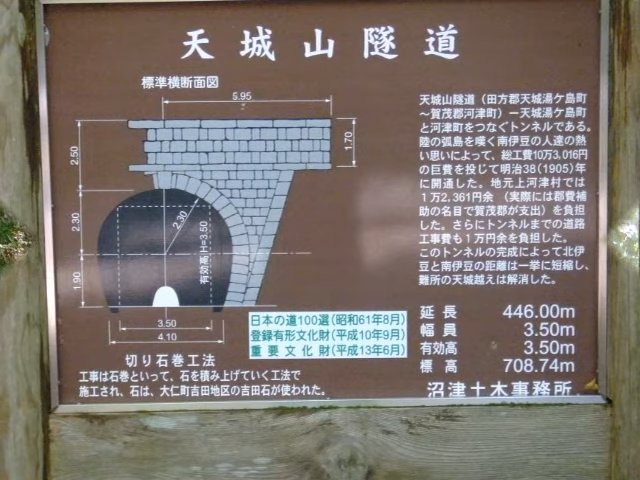 天城山隧道
標準横断面図
5.95
1.70
2.50
2.30
2.30
1.90
有効高H=3.50
3.50
4.10
切り石巻工法
工事は石巻といって、石を積み上げていく工法で
施工され、石は、大仁町吉田地区の吉田石が使われた。
日本の道100選(昭和61年8月)
登録有形文化財(平成10年9月)
重要文化財(平成13年6月)
天城山隧道(田方郡天城湯ケ島町
〜賀茂郡河津町)ー天城湯ケ島町
と河津町をつなぐトンネルである。
陸の孤島を嘆く南伊豆の人達の熱
い思いによって、総工費10万3,016円
の巨費を投じて明治38(1905)年
に開通した。地元上河津村では
1万2,361円余(実際には郡費補
助の名目で賀茂郡が支出)を負担
した。さらにトンネルまでの道路
工事費も1万円余を負担した。
このトンネルの完成によって北伊
豆と南伊豆の距離は一挙に短縮し、
難所の天城越えは解消した。
延長 446.00m
幅員 3.50m
有効高 3.50m
標高 708.74m
沼津土木事務所